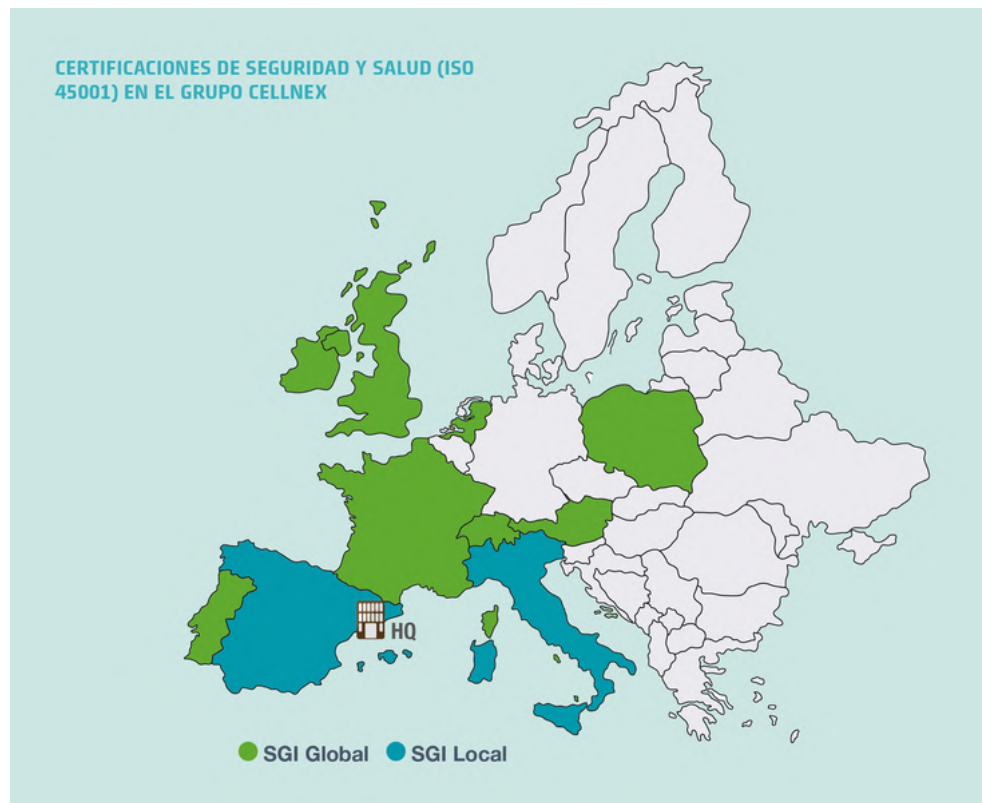 CERTIFICACIONES DE SEGURIDAD Y SALUD (ISO
45001) EN EL GRUPO CELLNEX
HQ
SGI Global
SGI Local